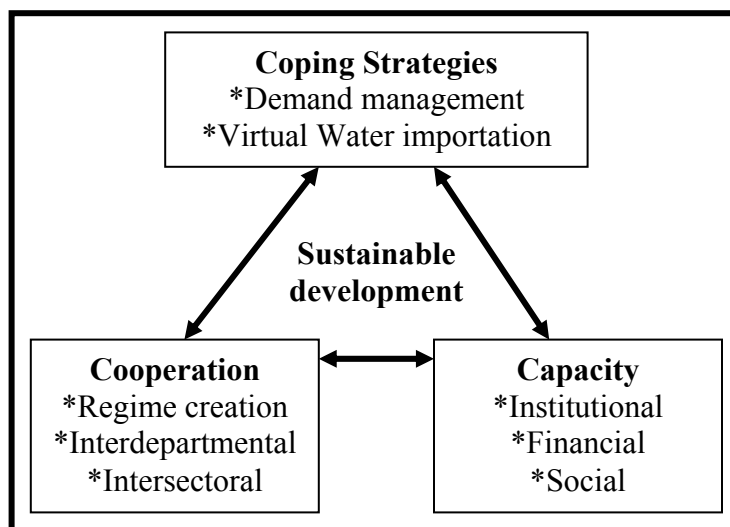 Coping Strategies
*Demand management
*Virtual Water importation
Sustainable
development
Cooperation
*Regime creation
*Interdepartmental
*Intersectoral
Capacity
*Institutional
*Financial
*Social